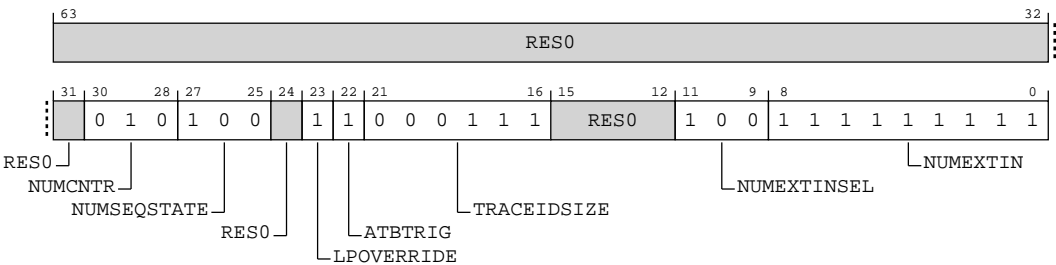 63 32
RES0
31 30 28 27 25 24 23 22 21 16 15 12 11 9 8 0
0 1 0 1 0 0 1 1 0 0 0 1 1 1 RES0 1 0 0 1 1 1 1 1 1 1 1 1
RES0 NUMEXTIN
NUMCNTR NUMEXTINSEL
NUMSEQSTATE TRACEIDSIZE
RES0 ATBTRIG
LPOVERRIDE